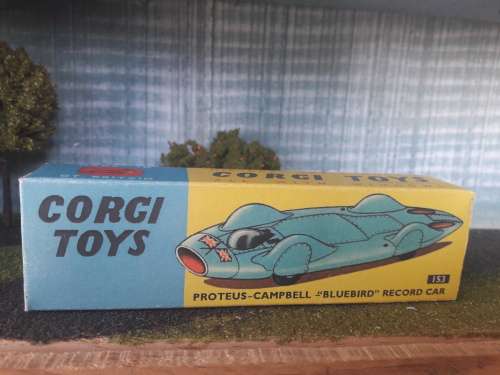 CORGI
TOYS
CORGI TOYS
PROTEUS-CAMPBELL-"BLUEBIRD" RECORD CAR
153